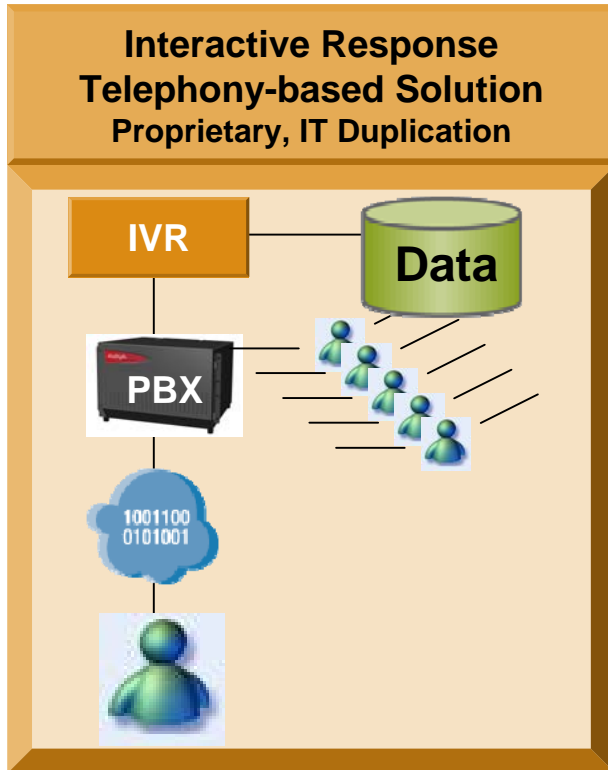 Interactive Response
Telephony-based Solution
Proprietary, IT Duplication
IVR
Data
PBX
1001100
0101001